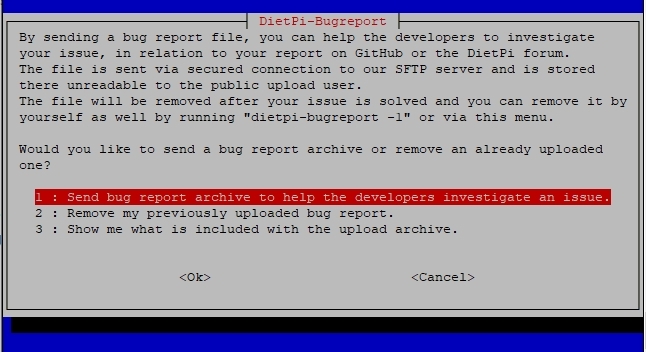 DietPi-Bugreport
By sending a bug report file, you can help the developers to investigate
your issue, in relation to your report on GitHub or the DietPi forum.
The file is sent via secured connection to our SFTP server and is stored
there unreadable to the public upload user.
The file will be removed after your issue is solved and you can remove it by
yourself as well by running "dietpi-bugreport -1" or via this menu.
Would you like to send a bug report archive or remove an already uploaded
one?
1 : Send bug report archive to help the developers investigate an issue.
2 : Remove my previously uploaded bug report.
3 : Show me what is included with the upload archive.
<Ok> <Cancel>